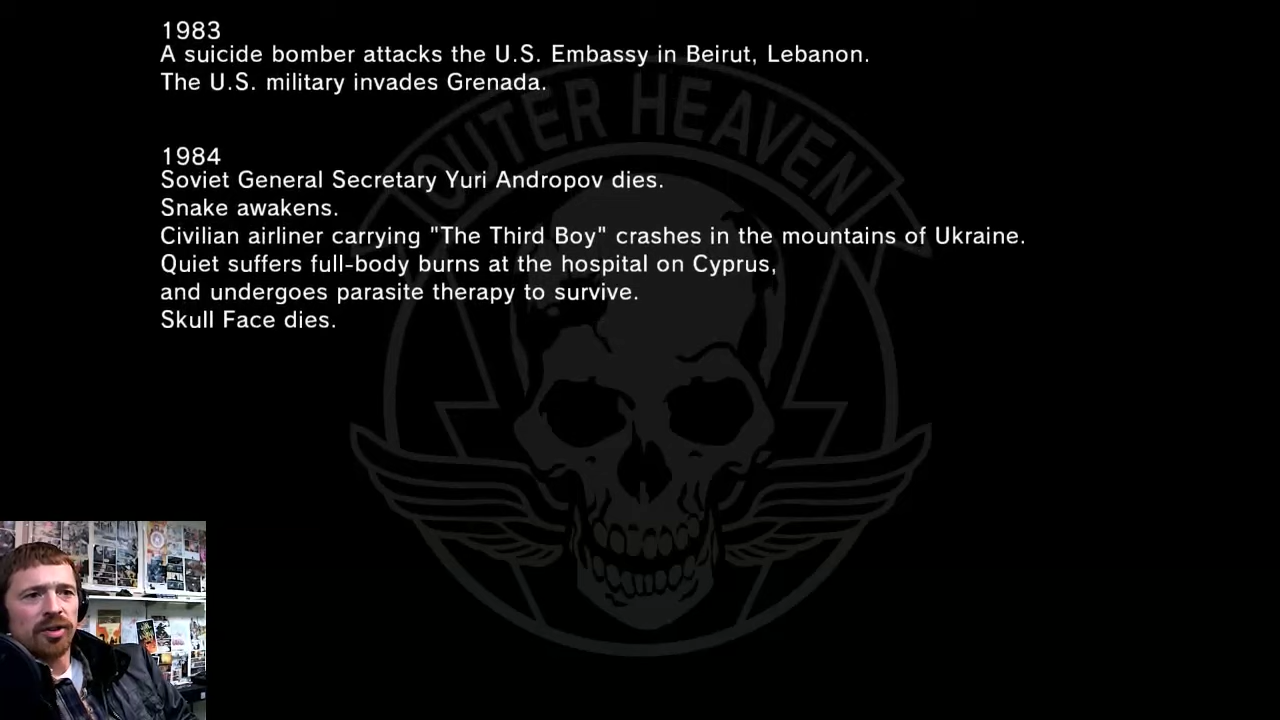 1983
A suicide bomber attacks the U.S. Embassy in Beirut, Lebanon.
The U.S. military invades Grenada.
1984
Soviet General Secretary Yuri Andropov dies.
Snake awakens.
Civilian airliner carrying "The Third Boy" crashes in the mountains of Ukraine.
Quiet suffers full-body burns at the hospital on Cyprus,
and undergoes parasite therapy to survive.
Skull Face dies.
OUTER HEAVEN